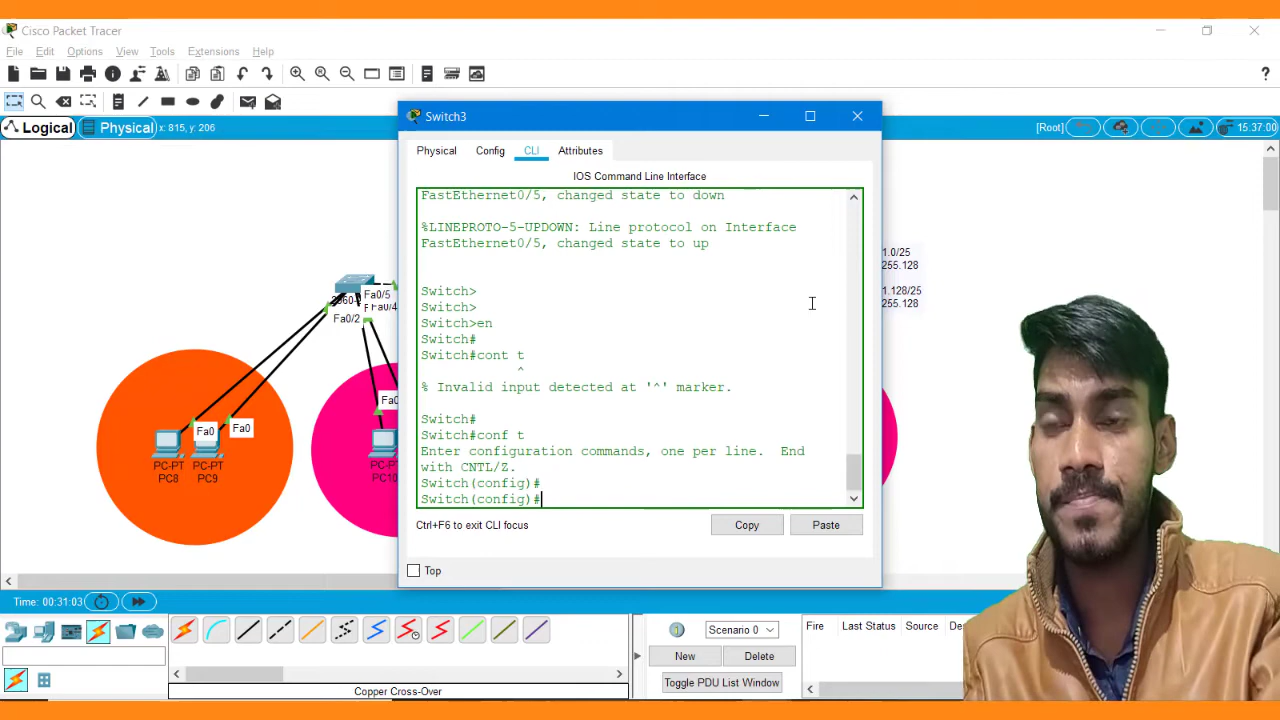 Cisco Packet Tracer
File Edit Options View Tools Extensions Help
?
Logical Physical x: 815, y: 206
[Root] 15:37:00
Switch3
Physical Config CLI Attributes
IOS Command Line Interface
FastEthernet0/5, changed state to down
%LINEPROTO-5-UPDOWN: Line protocol on Interface
FastEthernet0/5, changed state to up
Switch>
Switch>
Switch>en
Switch#
Switch#cont t
^
% Invalid input detected at '^' marker.
Switch#
Switch#conf t
Enter configuration commands, one per line. End
with CNTL/Z.
Switch(config)#
Switch(config)#
Ctrl+F6 to exit CLI focus
Copy
Paste
Top
1.0/25
255.128
1.128/25
255.128
Fa0/5
Fa0/4
Fa0/2
Fa0
Fa0
Fa0
PC-PT
PC8
PC-PT
PC9
PC-PT
PC10
Time: 00:31:03
Scenario 0
New
Delete
Toggle PDU List Window
Fire Last Status Source
Copper Cross-Over